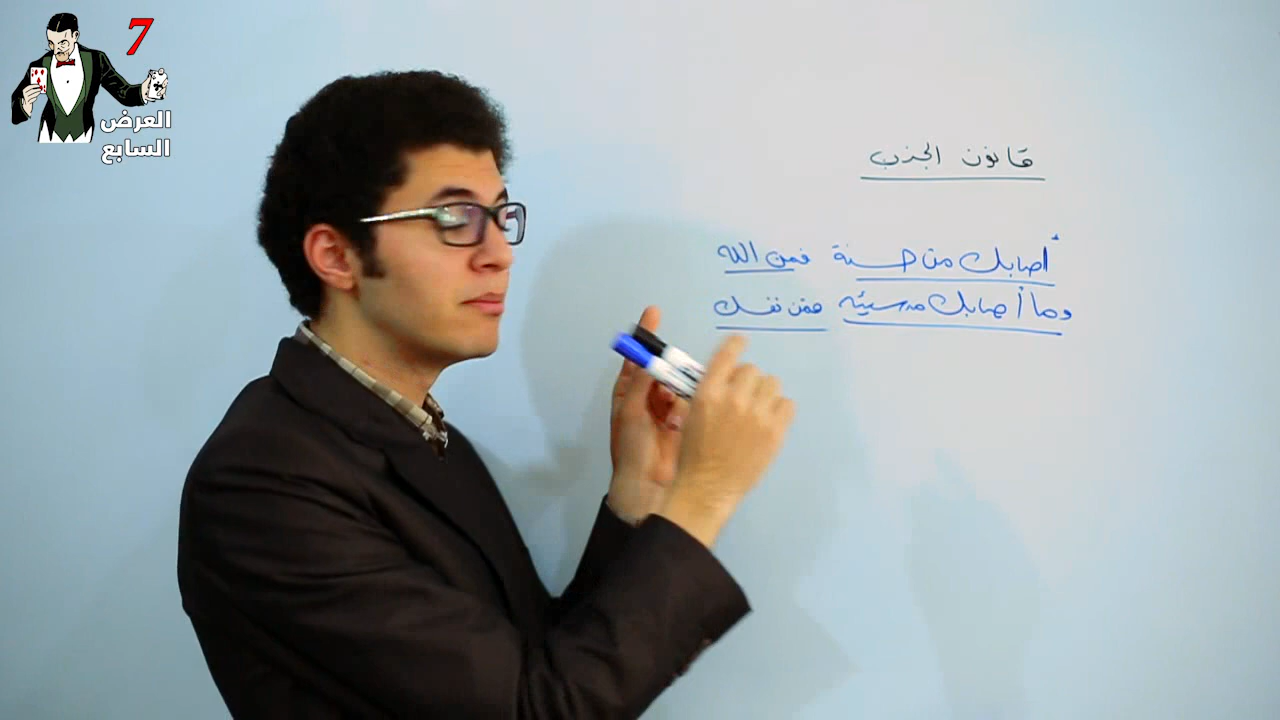 7
العرض
السابع
قانون الجذب
أصابك من حسنة فمن الله
وما أصابك من سيئة فمن نفسك